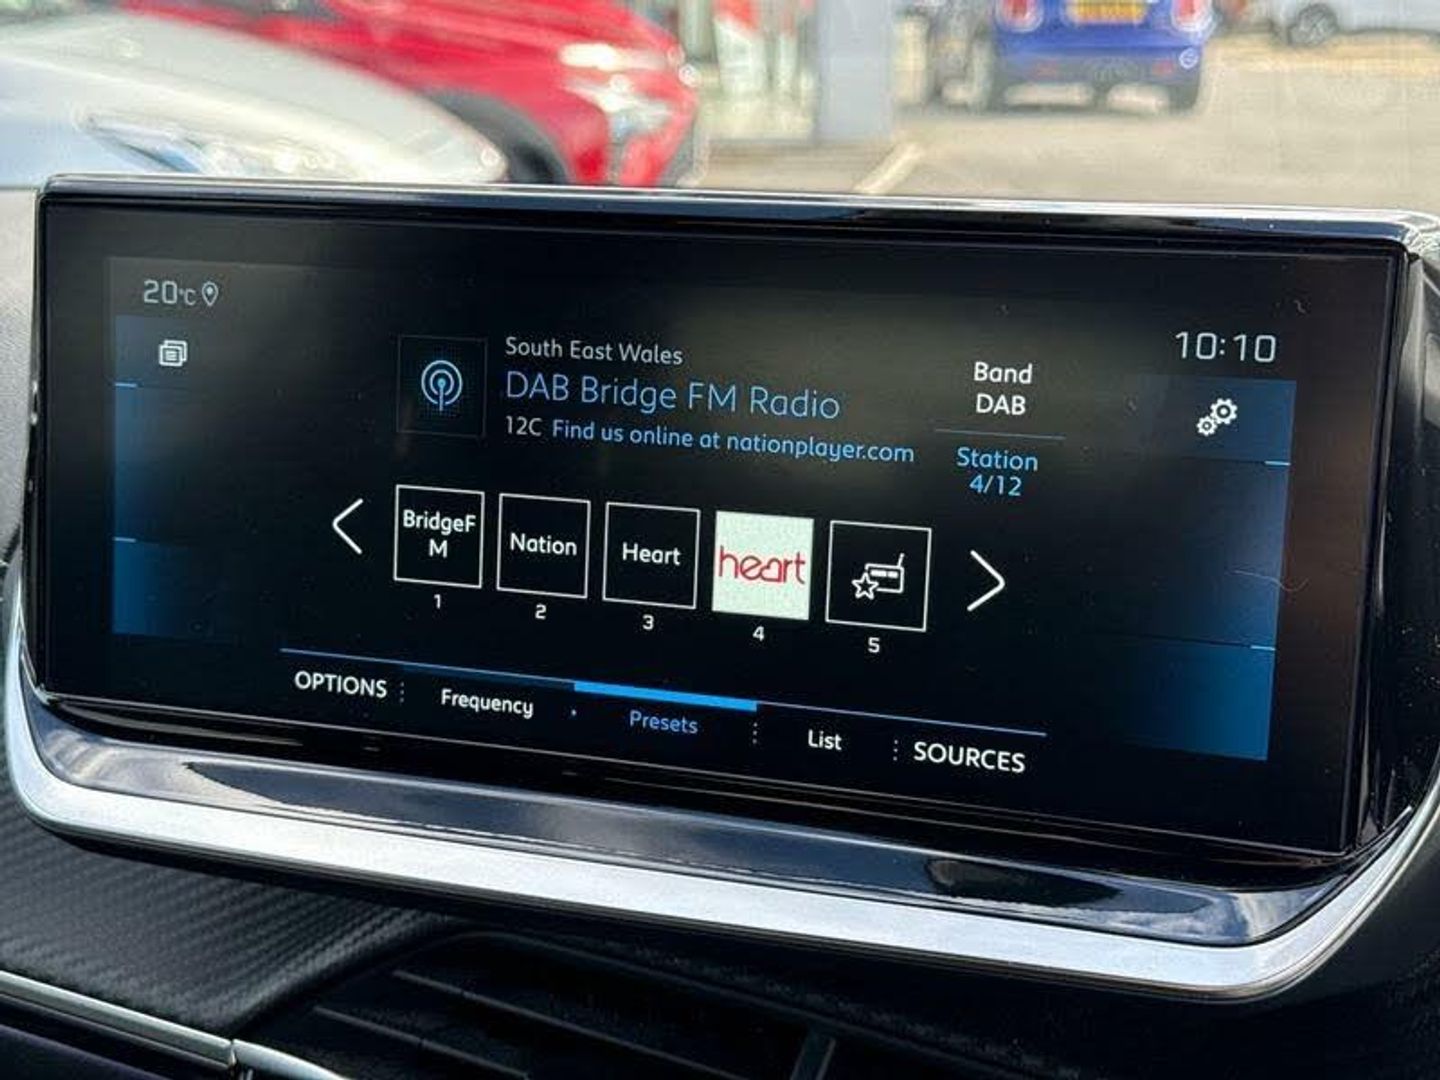 20°C
10:10
South East Wales
DAB Bridge FM Radio
12C Find us online at nationplayer.com
Band
DAB
Station
4/12
BridgeF
M
Nation
Heart
heart
1
2
3
4
5
OPTIONS
Frequency
Presets
List
SOURCES